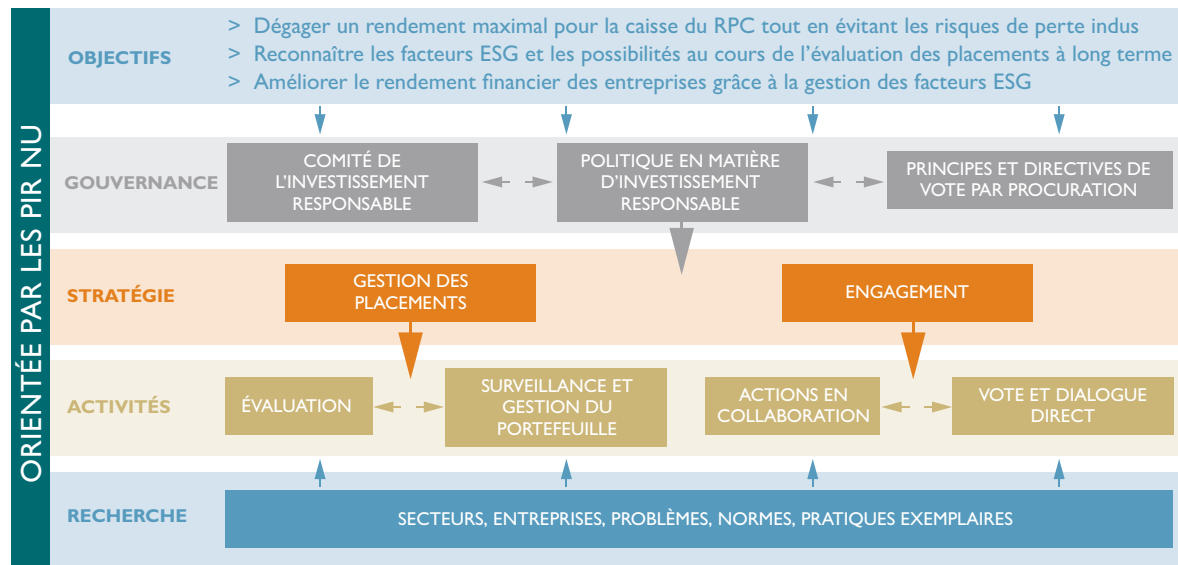 ORIENTÉE PAR LES PIR NU
OBJECTIFS
> Dégager un rendement maximal pour la caisse du RPC tout en évitant les risques de perte indus
> Reconnaître les facteurs ESG et les possibilités au cours de l'évaluation des placements à long terme
> Améliorer le rendement financier des entreprises grâce à la gestion des facteurs ESG
GOUVERNANCE
COMITÉ DE
L'INVESTISSEMENT
RESPONSABLE
POLITIQUE EN MATIÈRE
D'INVESTISSEMENT
RESPONSABLE
PRINCIPES ET DIRECTIVES DE
VOTE PAR PROCURATION
STRATÉGIE
GESTION DES
PLACEMENTS
ENGAGEMENT
ACTIVITÉS
ÉVALUATION
SURVEILLANCE ET
GESTION DU
PORTEFEUILLE
ACTIONS EN
COLLABORATION
VOTE ET DIALOGUE
DIRECT
RECHERCHE
SECTEURS, ENTREPRISES, PROBLÈMES, NORMES, PRATIQUES EXEMPLAIRES